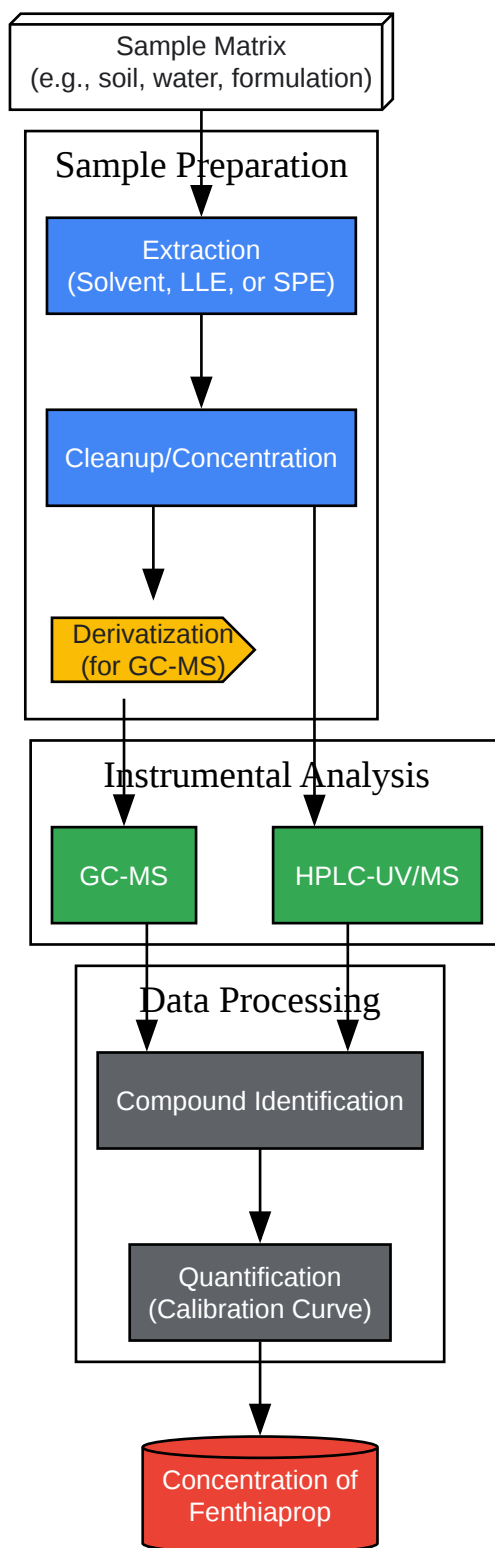 Sample Matrix
(e.g., soil, water, formulation)
Sample Preparation
Extraction
(Solvent, LLE, or SPE)
Cleanup/Concentration
Derivatization
(for GC-MS)
Instrumental Analysis
GC-MS
HPLC-UV/MS
Data Processing
Compound Identification
Quantification
(Calibration Curve)
Concentration of
Fenthiaprop